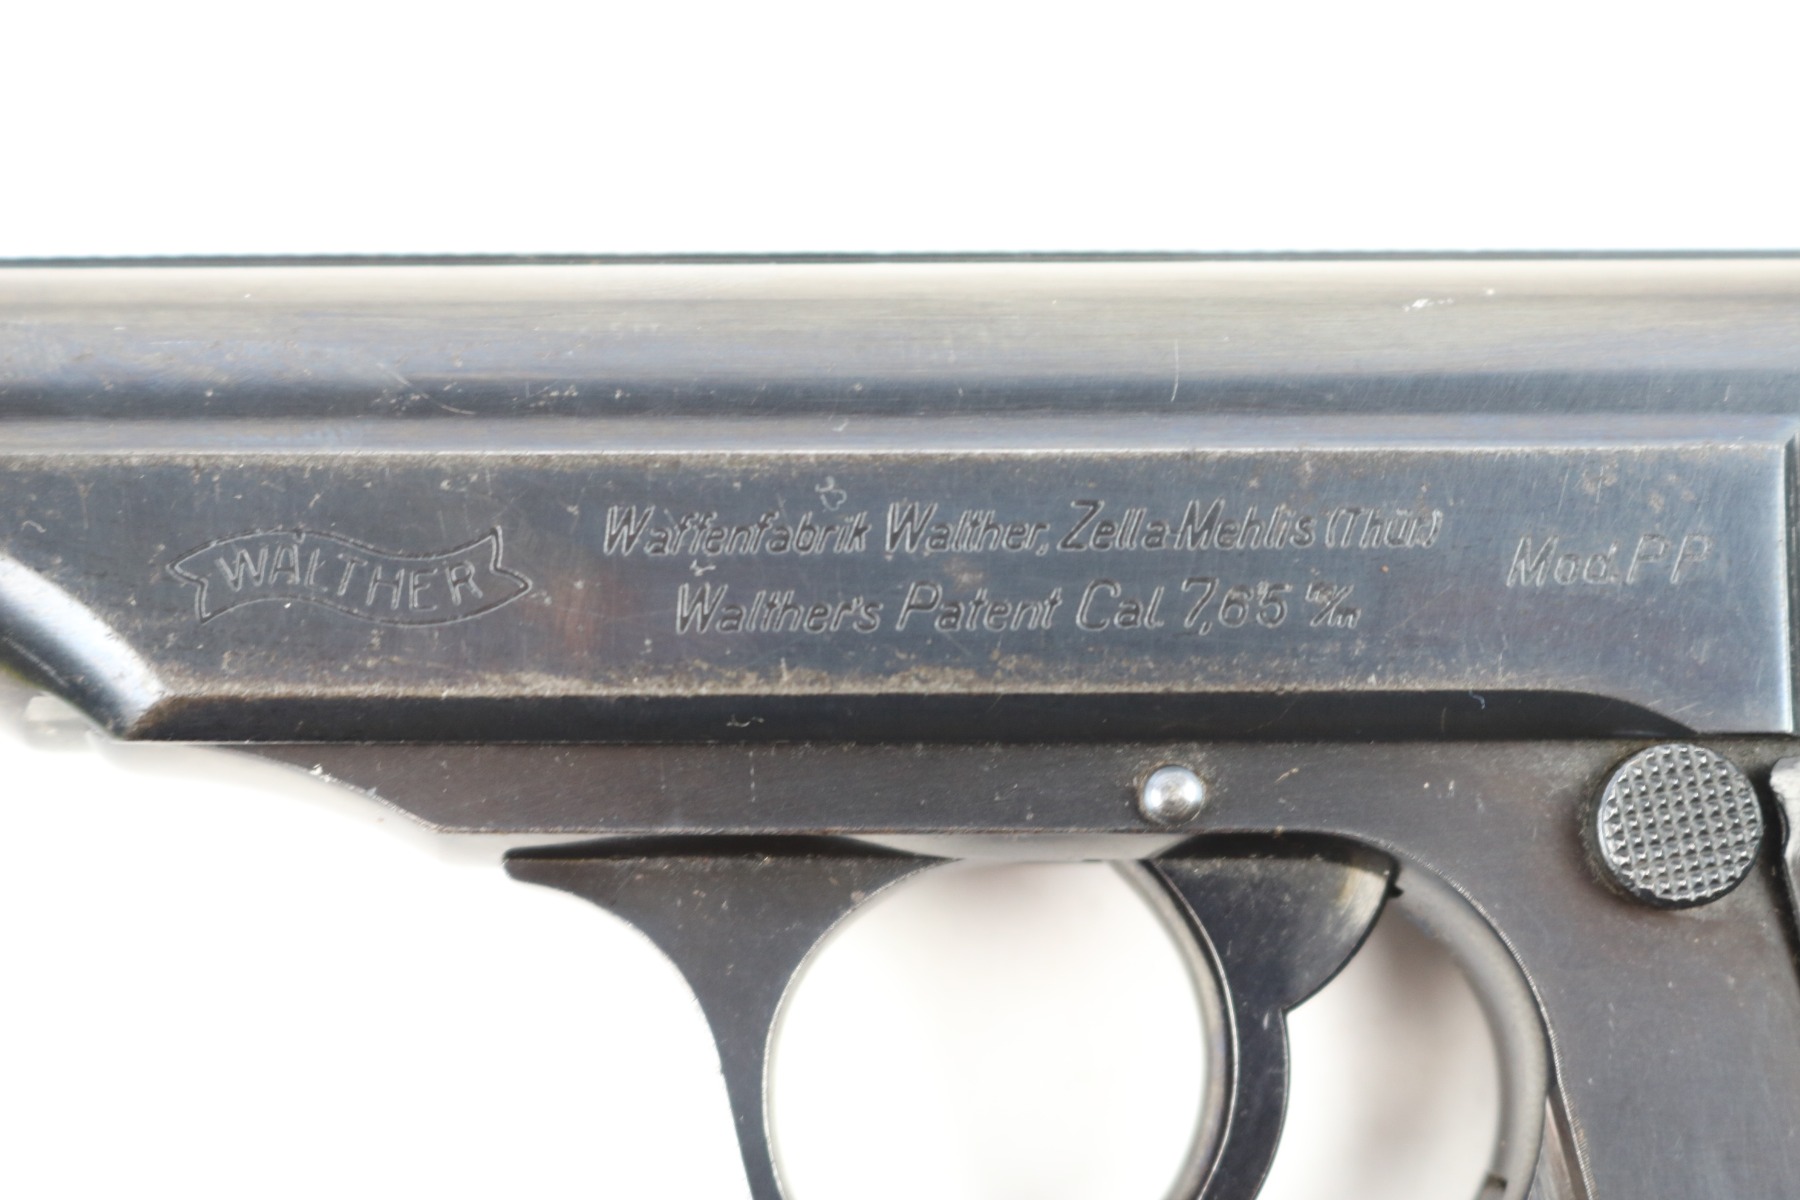 WALTHER
Waffenfabrik Walther, Zella-Mehlis (Thür.)
Walther's Patent Cal. 7,65 m/m
Mod. PP